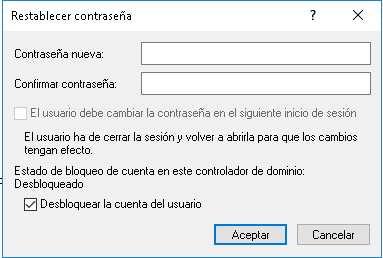 Restablecer contraseña
Contraseña nueva:
Confirmar contraseña:
El usuario debe cambiar la contraseña en el siguiente inicio de sesión
El usuario ha de cerrar la sesión y volver a abrirla para que los cambios
tengan efecto.
Estado de bloqueo de cuenta en este controlador de dominio:
Desbloqueado
Desbloquear la cuenta del usuario
Aceptar Cancelar